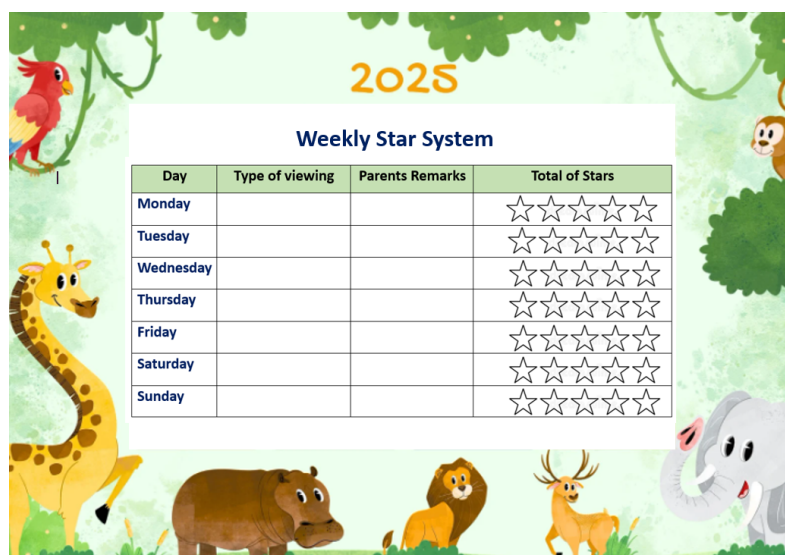 2025
Weekly Star System
Day Type of viewing Parents Remarks Total of Stars
Monday
Tuesday
Wednesday
Thursday
Friday
Saturday
Sunday